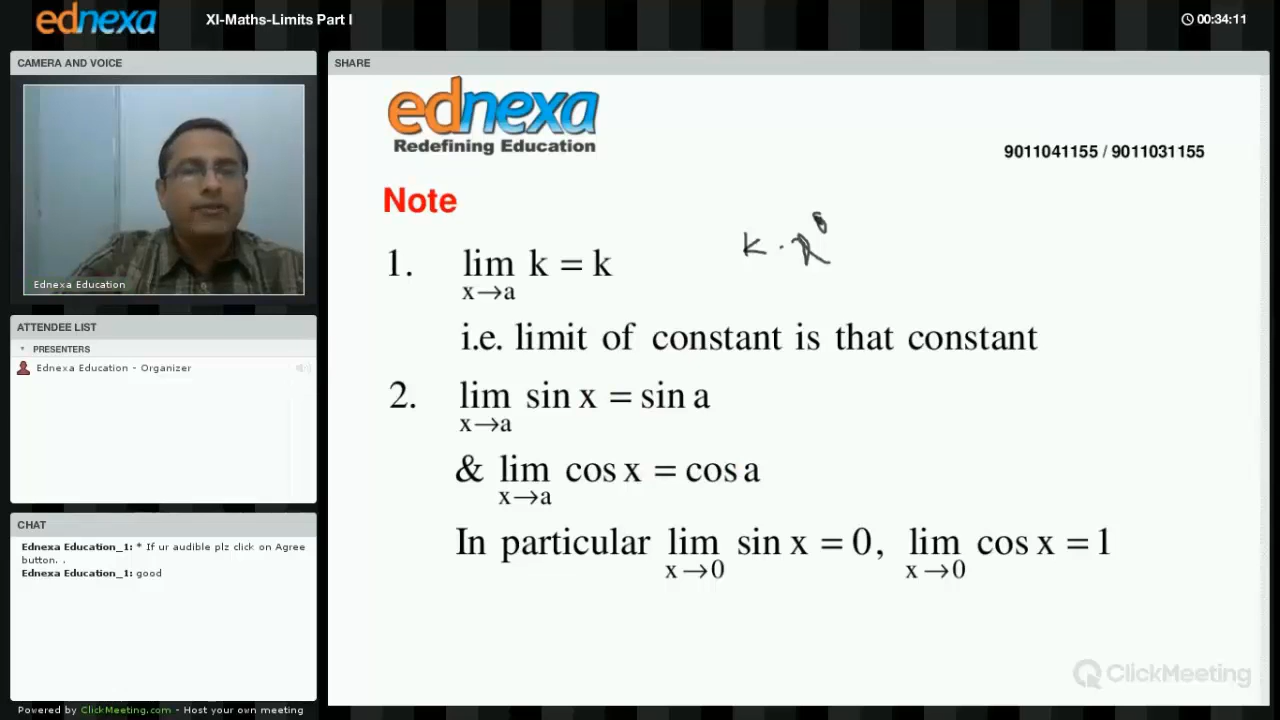 ednexa
XI-Maths-Limits Part I
00:34:11
CAMERA AND VOICE
Ednexa Education
ATTENDEE LIST
PRESENTERS
Ednexa Education - Organizer
CHAT
Ednexa Education_1: * If ur audible plz click on Agree
button. .
Ednexa Education_1: good
Powered by ClickMeeting.com - Host your own meeting
SHARE
ednexa
Redefining Education
9011041155 / 9011031155
Note
1. lim k = k
x→a
i.e. limit of constant is that constant
2. lim sin x = sin a
x→a
& lim cos x = cos a
x→a
In particular lim sin x = 0, lim cos x = 1
x→0 x→0
ClickMeeting